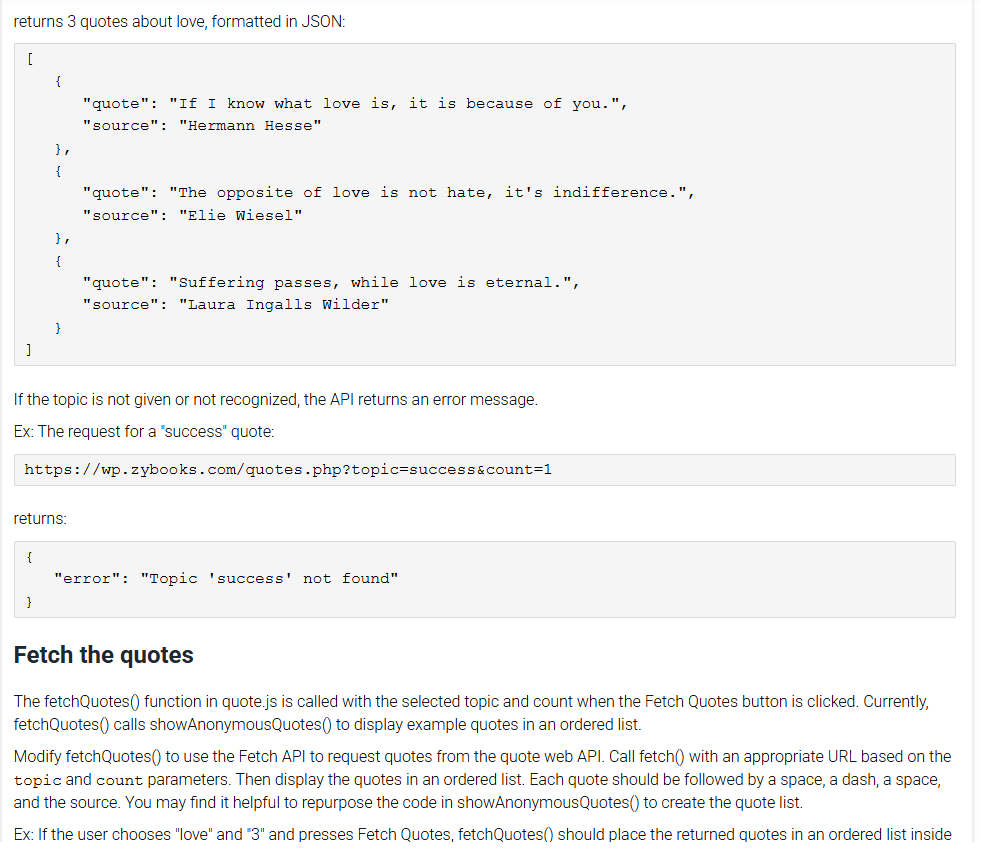 returns 3 quotes about love, formatted in JSON:
[
{
"quote": "If I know what love is, it is because of you.",
"source": "Hermann Hesse"
},
{
"quote": "The opposite of love is not hate, it's indifference.",
"source": "Elie Wiesel"
},
{
"quote": "Suffering passes, while love is eternal.",
"source": "Laura Ingalls Wilder"
}
]
If the topic is not given or not recognized, the API returns an error message.
Ex: The request for a "success" quote:
https://wp.zybooks.com/quotes.php?topic=success&count=1
returns:
{
"error": "Topic 'success' not found"
}
Fetch the quotes
The fetchQuotes() function in quote.js is called with the selected topic and count when the Fetch Quotes button is clicked. Currently,
fetchQuotes() calls showAnonymousQuotes() to display example quotes in an ordered list.
Modify fetchQuotes() to use the Fetch API to request quotes from the quote web API. Call fetch() with an appropriate URL based on the
topic and count parameters. Then display the quotes in an ordered list. Each quote should be followed by a space, a dash, a space,
and the source. You may find it helpful to repurpose the code in showAnonymousQuotes() to create the quote list.
Ex: If the user chooses "love" and "3" and presses Fetch Quotes, fetchQuotes() should place the returned quotes in an ordered list inside